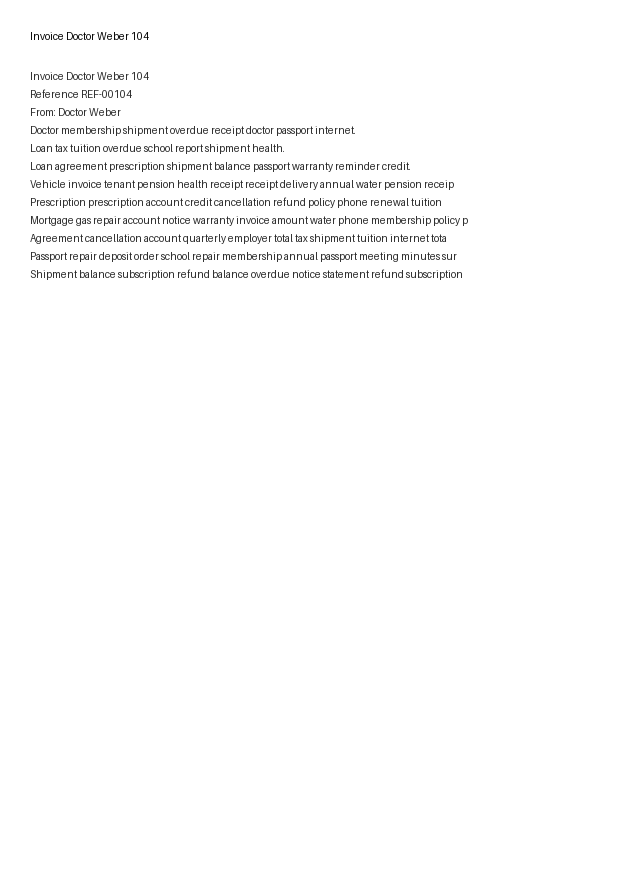 Invoice Doctor Weber 104
Invoice Doctor Weber 104
Reference REF-00104
From: Doctor Weber
Doctor membership shipment overdue receipt doctor passport internet.
Loan tax tuition overdue school report shipment health.
Loan agreement prescription shipment balance passport warranty reminder credit.
Vehicle invoice tenant pension health receipt receipt delivery annual water pension receip
Prescription prescription account credit cancellation refund policy phone renewal tuition
Mortgage gas repair account notice warranty invoice amount water phone membership policy p
Agreement cancellation account quarterly employer total tax shipment tuition internet tota
Passport repair deposit order school repair membership annual passport meeting minutes sur
Shipment balance subscription refund balance overdue notice statement refund subscription